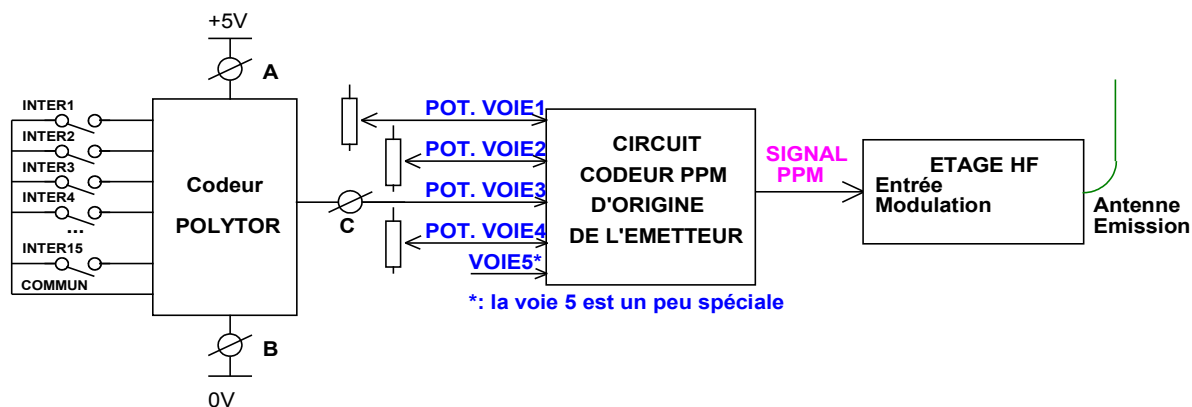 +5V
A
INTER1
INTER2
INTER3
INTER4
...
INTER15
COMMUN
Codeur
POLYTOR
B
0V
C
POT. VOIE1
POT. VOIE2
POT. VOIE3
POT. VOIE4
VOIE5*
*: la voie 5 est un peu spéciale
CIRCUIT
CODEUR PPM
D'ORIGINE
DE L'EMETTEUR
SIGNAL
PPM
ETAGE HF
Entrée
Modulation
Antenne
Emission